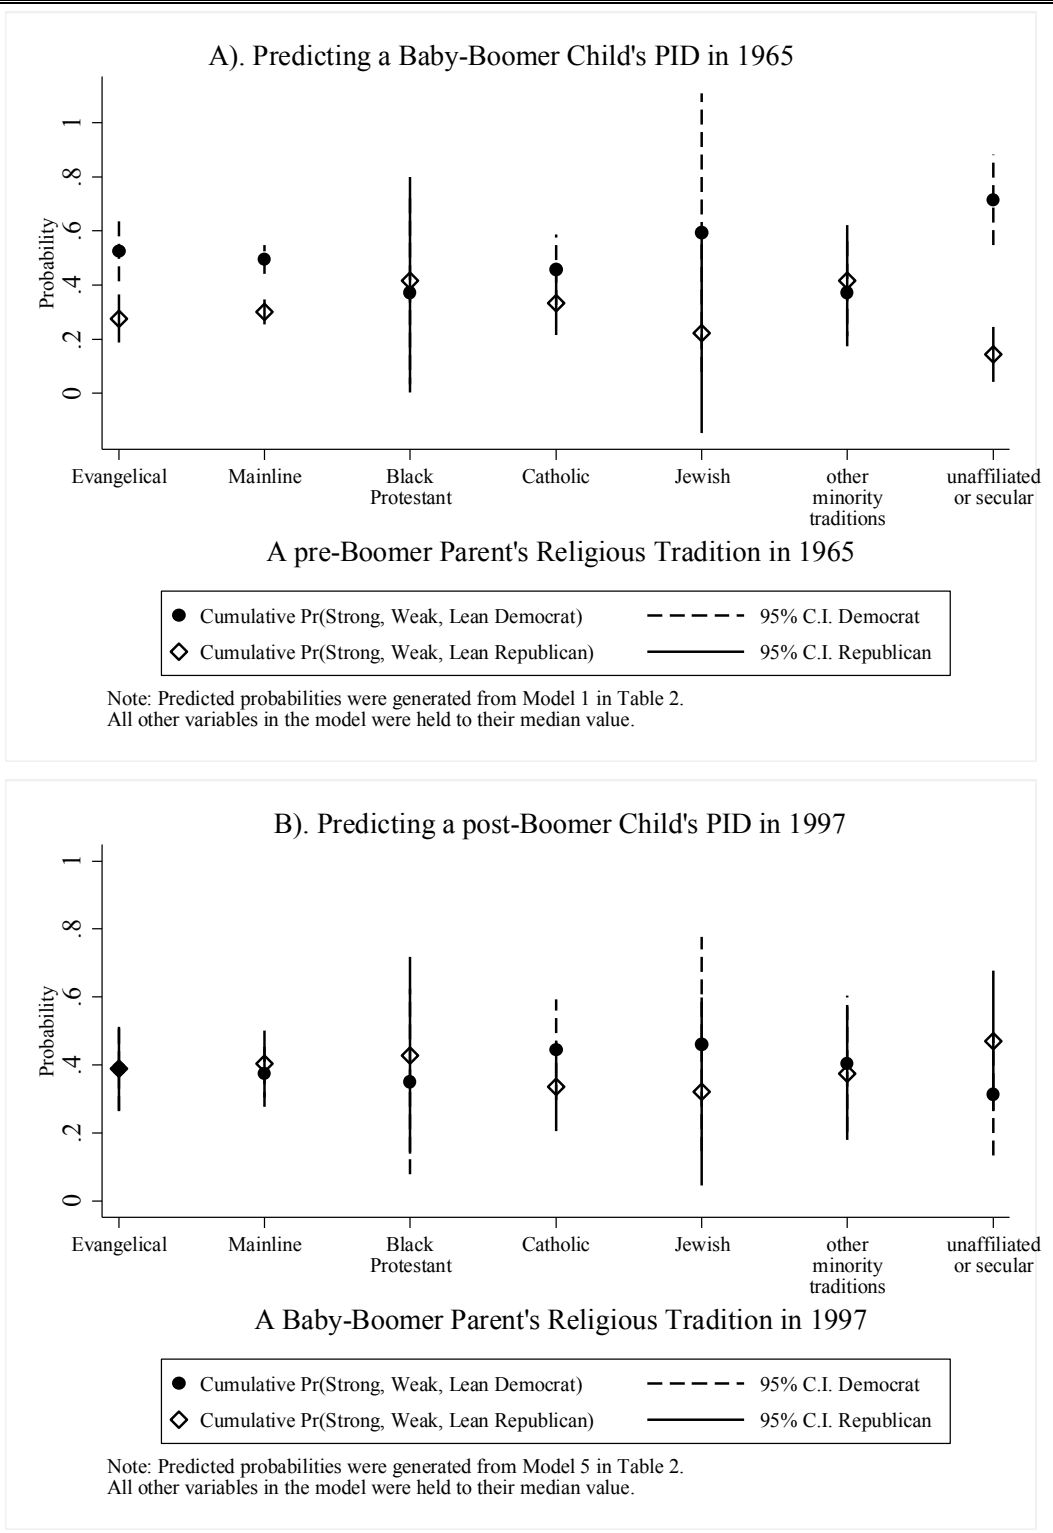 A). Predicting a Baby-Boomer Child's PID in 1965
Probability
1
.8
.6
.4
.2
0
Evangelical
Mainline
Black
Protestant
Catholic
Jewish
other
minority
traditions
unaffiliated
or secular
A pre-Boomer Parent's Religious Tradition in 1965
Cumulative Pr(Strong, Weak, Lean Democrat)
95% C.I. Democrat
Cumulative Pr(Strong, Weak, Lean Republican)
95% C.I. Republican
Note: Predicted probabilities were generated from Model 1 in Table 2.
All other variables in the model were held to their median value.
B). Predicting a post-Boomer Child's PID in 1997
Probability
1
.8
.6
.4
.2
0
Evangelical
Mainline
Black
Protestant
Catholic
Jewish
other
minority
traditions
unaffiliated
or secular
A Baby-Boomer Parent's Religious Tradition in 1997
Cumulative Pr(Strong, Weak, Lean Democrat)
95% C.I. Democrat
Cumulative Pr(Strong, Weak, Lean Republican)
95% C.I. Republican
Note: Predicted probabilities were generated from Model 5 in Table 2.
All other variables in the model were held to their median value.